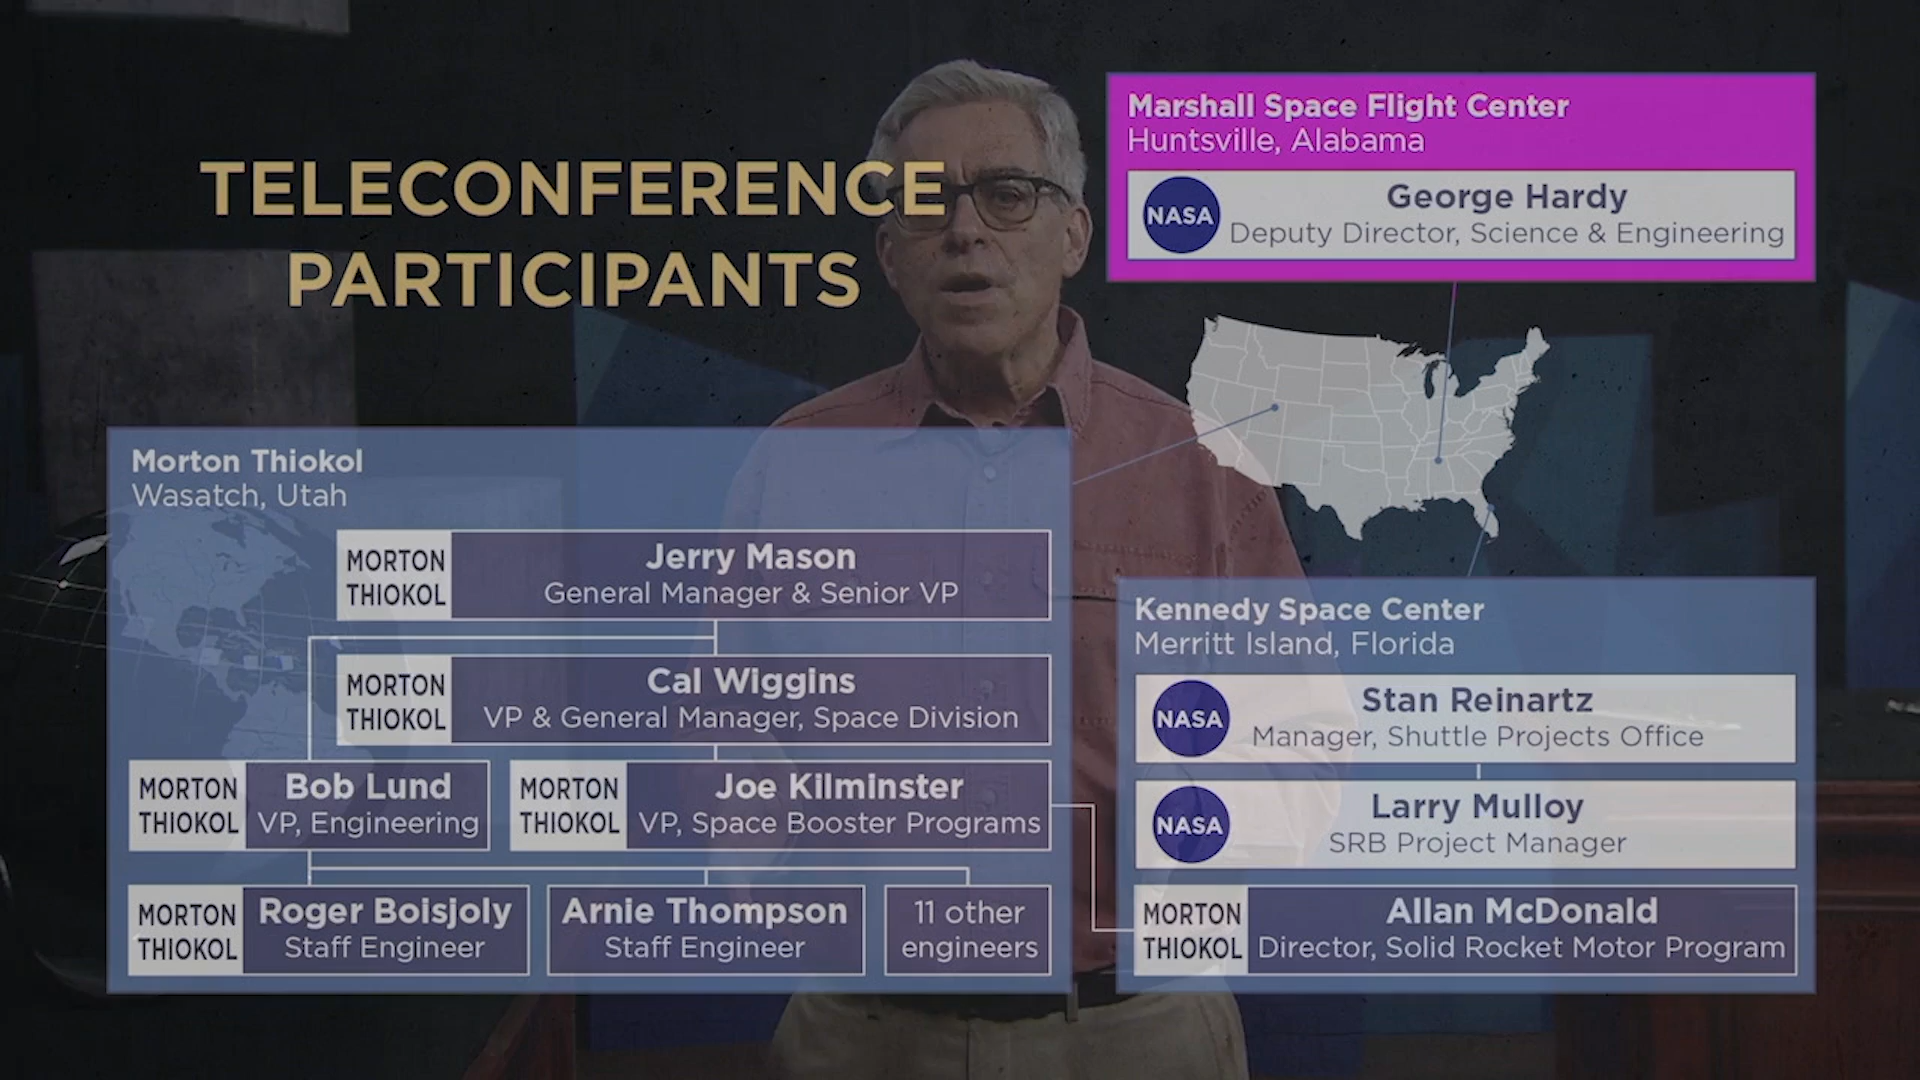 TELECONFERENCE
PARTICIPANTS
Marshall Space Flight Center
Huntsville, Alabama
NASA
George Hardy
Deputy Director, Science & Engineering
Morton Thiokol
Wasatch, Utah
MORTON
THIOKOL
Jerry Mason
General Manager & Senior VP
MORTON
THIOKOL
Cal Wiggins
VP & General Manager, Space Division
MORTON
THIOKOL
Bob Lund
VP, Engineering
MORTON
THIOKOL
Joe Kilminster
VP, Space Booster Programs
MORTON
THIOKOL
Roger Boisjoly
Staff Engineer
Arnie Thompson
Staff Engineer
11 other
engineers
Kennedy Space Center
Merritt Island, Florida
NASA
Stan Reinartz
Manager, Shuttle Projects Office
NASA
Larry Mulloy
SRB Project Manager
MORTON
THIOKOL
Allan McDonald
Director, Solid Rocket Motor Program